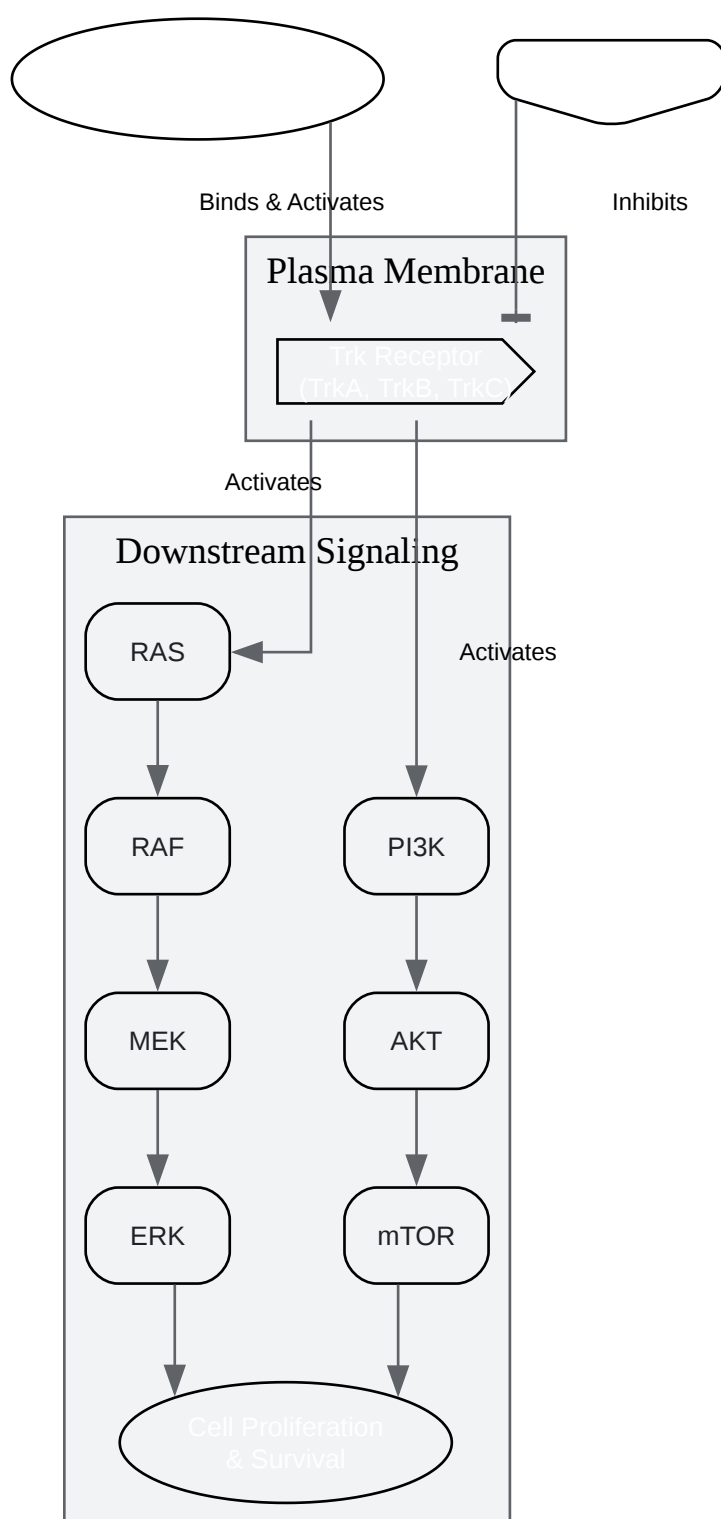 Binds & Activates
Inhibits
Plasma Membrane
Trk Receptor
(TrkA, TrkB, TrkC)
Activates
Downstream Signaling
RAS
Activates
RAF
PI3K
MEK
AKT
ERK
mTOR
Cell Proliferation
& Survival